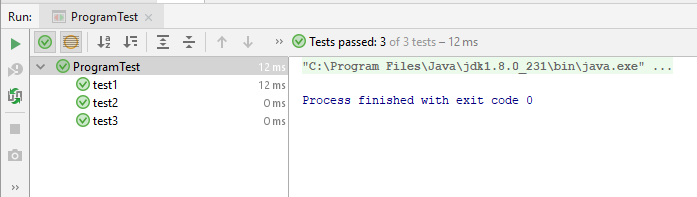 Run: ProgramTest
Tests passed: 3 of 3 tests – 12 ms
ProgramTest 12 ms
test1 12 ms
test2 0 ms
test3 0 ms
"C:\Program Files\Java\jdk1.8.0_231\bin\java.exe" ...
Process finished with exit code 0